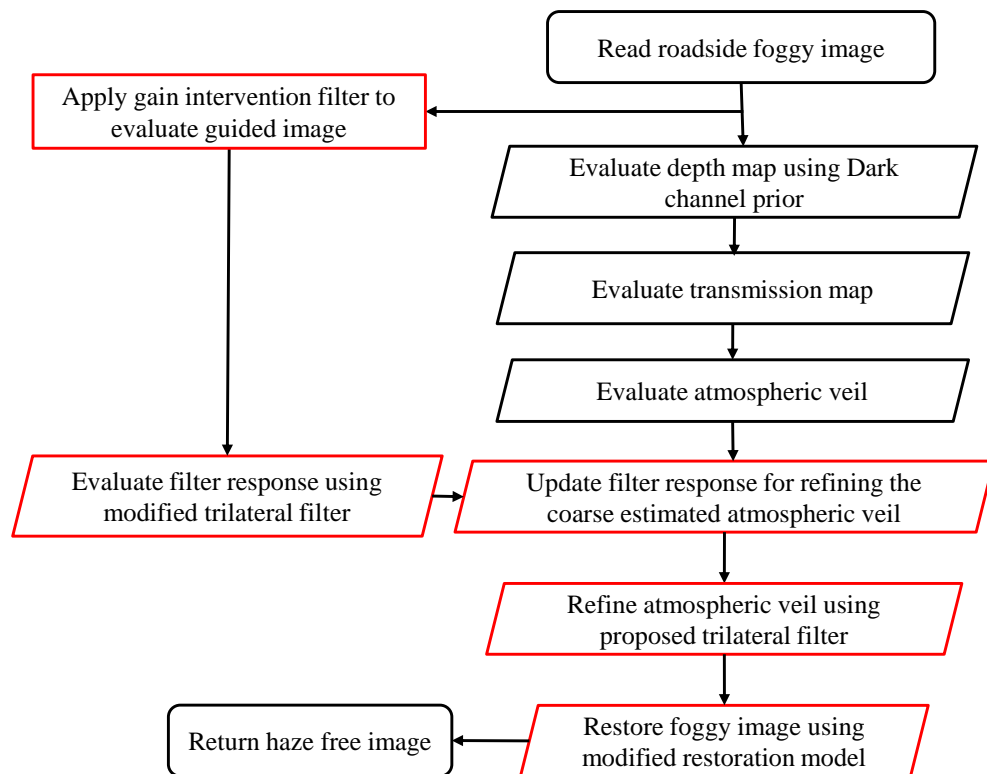 Read roadside foggy image
Apply gain intervention filter to
evaluate guided image
Evaluate depth map using Dark
channel prior
Evaluate transmission map
Evaluate atmospheric veil
Evaluate filter response using
modified trilateral filter
Update filter response for refining the
coarse estimated atmospheric veil
Refine atmospheric veil using
proposed trilateral filter
Restore foggy image using
modified restoration model
Return haze free image